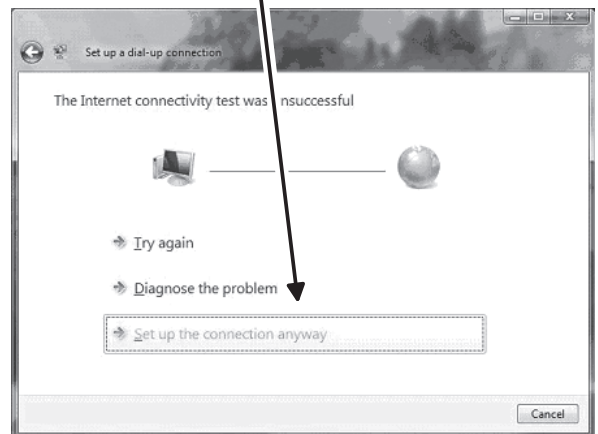 Set up a dial-up connection
The Internet connectivity test was nsuccessful
Try again
Diagnose the problem
Set up the connection anyway
Cancel